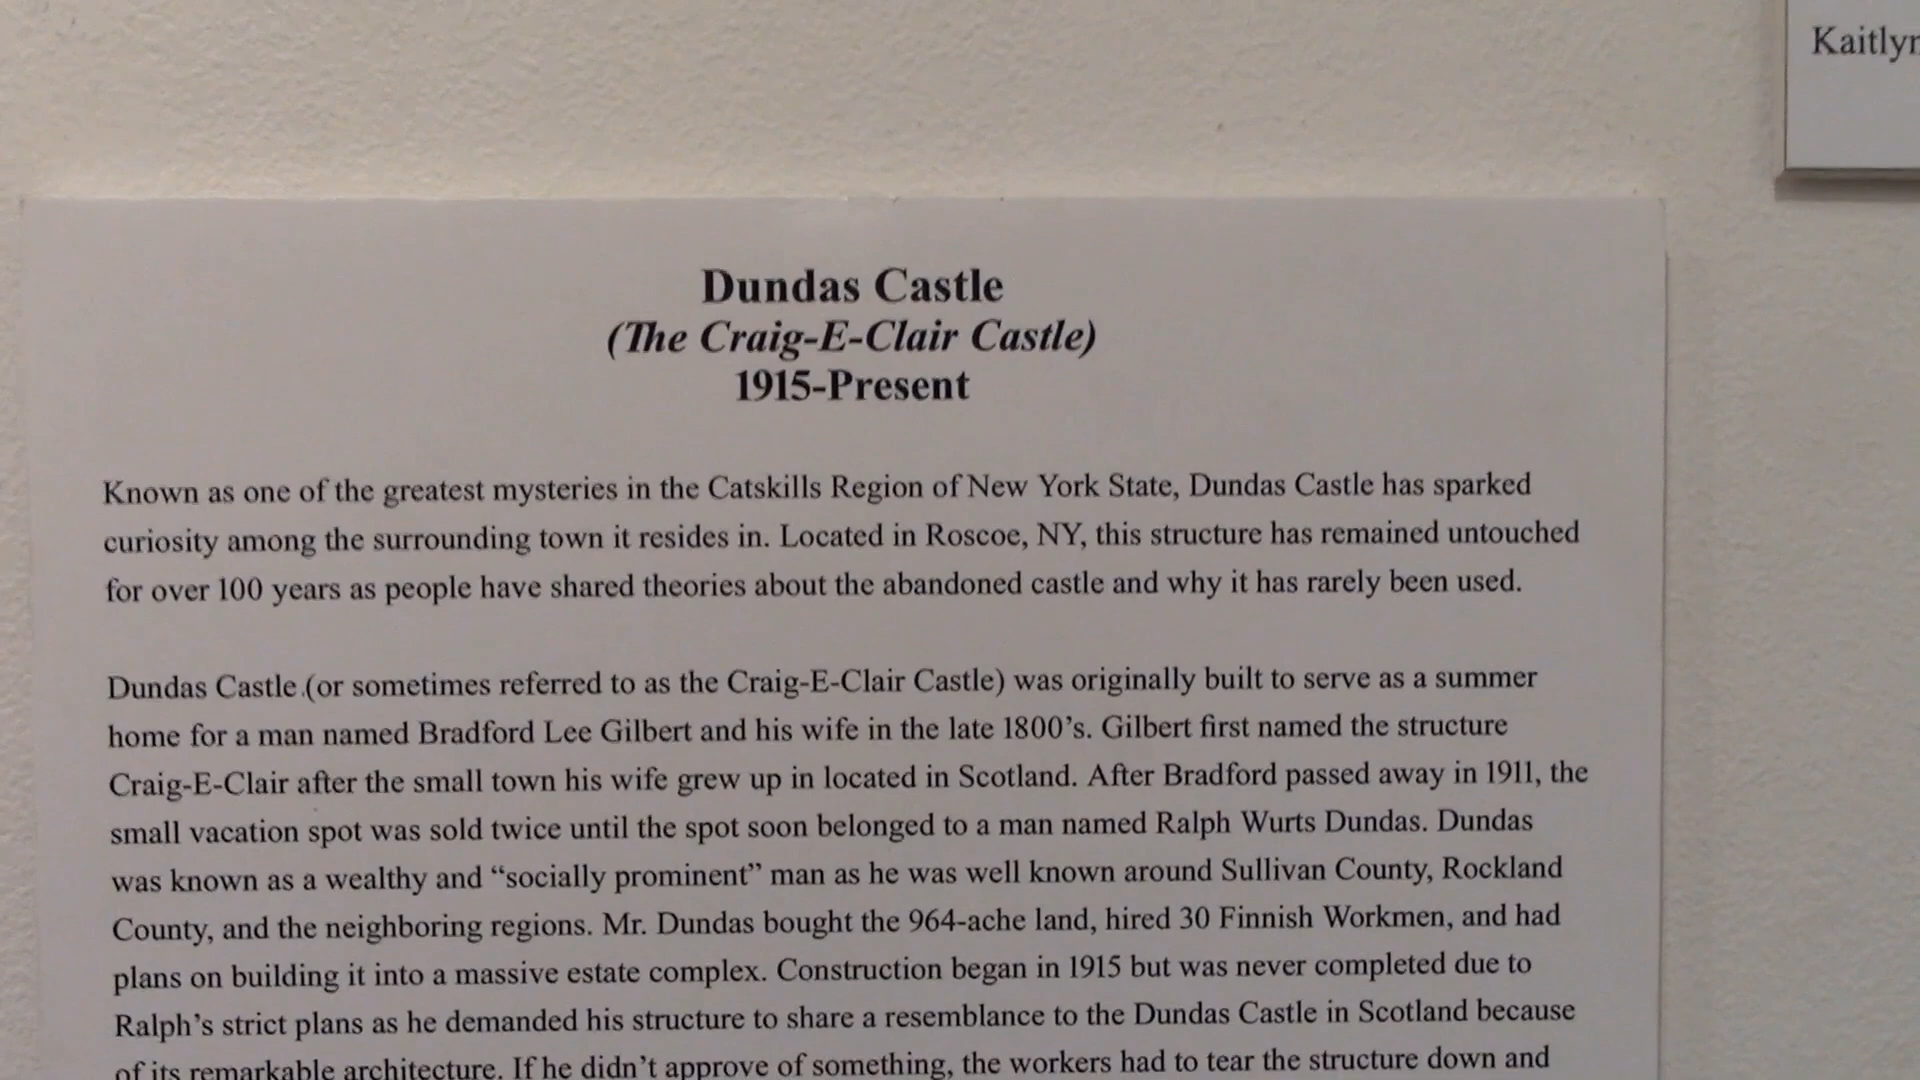 Kaitlyn
Dundas Castle
(The Craig-E-Clair Castle)
1915-Present
Known as one of the greatest mysteries in the Catskills Region of New York State, Dundas Castle has sparked
curiosity among the surrounding town it resides in. Located in Roscoe, NY, this structure has remained untouched
for over 100 years as people have shared theories about the abandoned castle and why it has rarely been used.
Dundas Castle (or sometimes referred to as the Craig-E-Clair Castle) was originally built to serve as a summer
home for a man named Bradford Lee Gilbert and his wife in the late 1800’s. Gilbert first named the structure
Craig-E-Clair after the small town his wife grew up in located in Scotland. After Bradford passed away in 1911, the
small vacation spot was sold twice until the spot soon belonged to a man named Ralph Wurts Dundas. Dundas
was known as a wealthy and “socially prominent” man as he was well known around Sullivan County, Rockland
County, and the neighboring regions. Mr. Dundas bought the 964-ache land, hired 30 Finnish Workmen, and had
plans on building it into a massive estate complex. Construction began in 1915 but was never completed due to
Ralph’s strict plans as he demanded his structure to share a resemblance to the Dundas Castle in Scotland because
of its remarkable architecture. If he didn’t approve of something, the workers had to tear the structure down and